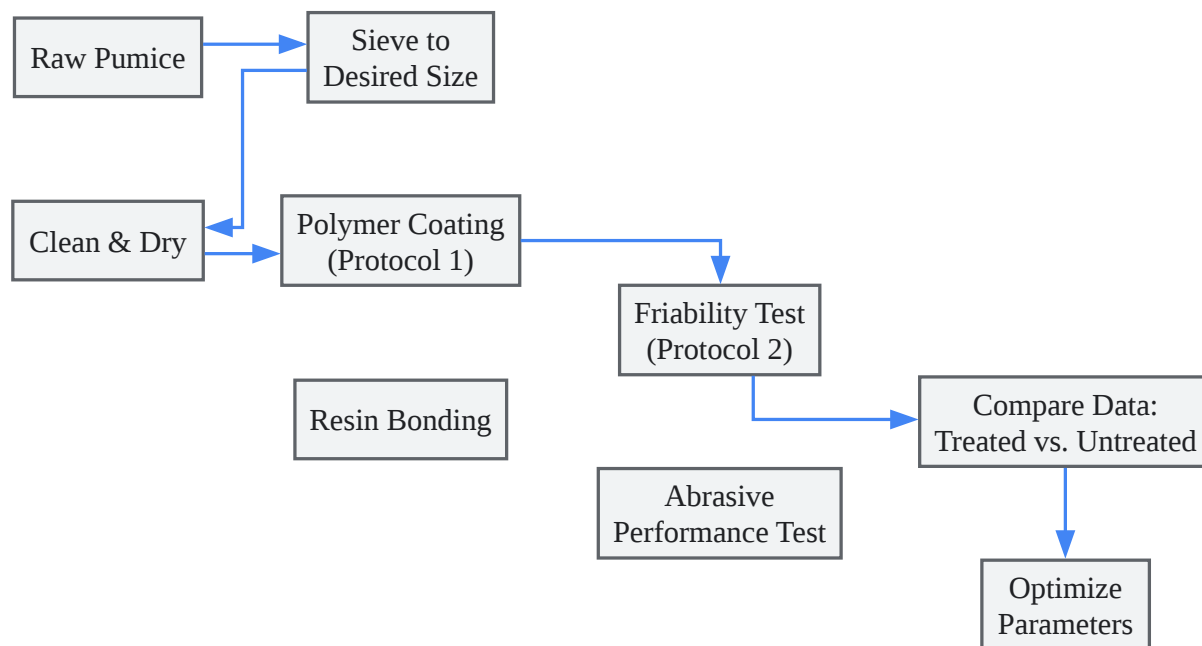 Raw Pumice
Sieve to
Desired Size
Clean & Dry
Polymer Coating
(Protocol 1)
Friability Test
(Protocol 2)
Resin Bonding
Compare Data:
Treated vs. Untreated
Abrasive
Performance Test
Optimize
Parameters